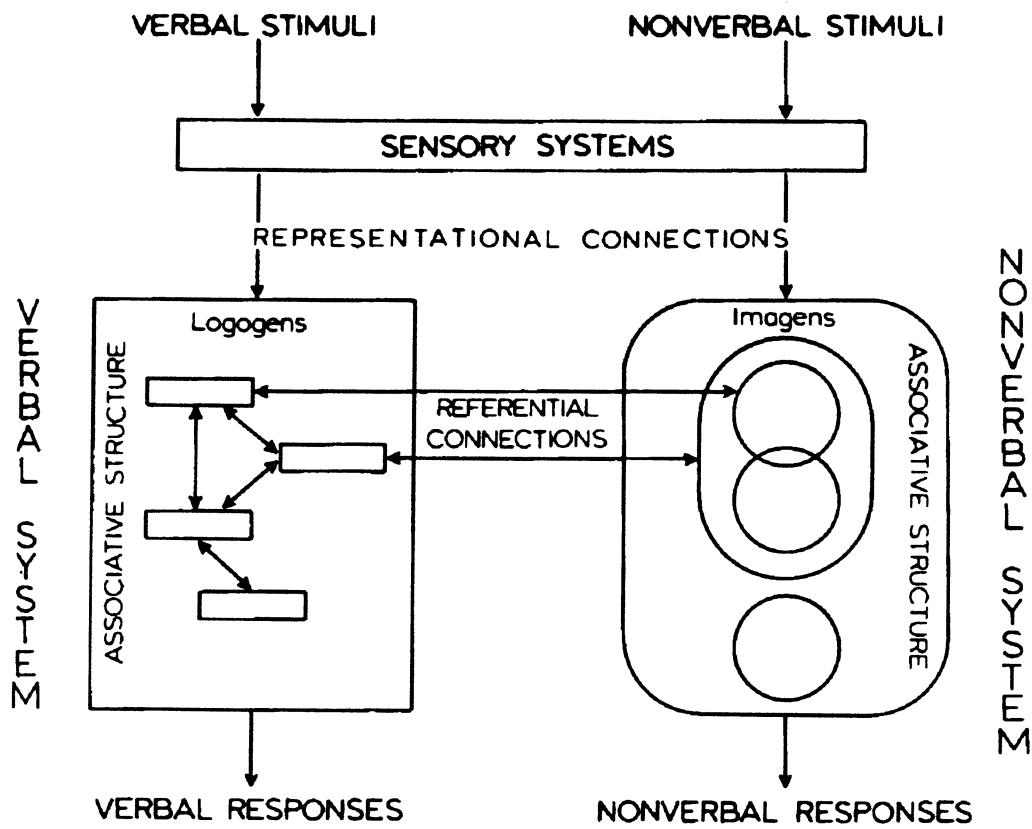 VERBAL STIMULI
NONVERBAL STIMULI
SENSORY SYSTEMS
REPRESENTATIONAL CONNECTIONS
VERBAL SYSTEM
Logogens
ASSOCIATIVE STRUCTURE
REFERENTIAL
CONNECTIONS
Imagens
ASSOCIATIVE STRUCTURE
NONVERBAL SYSTEM
VERBAL RESPONSES
NONVERBAL RESPONSES